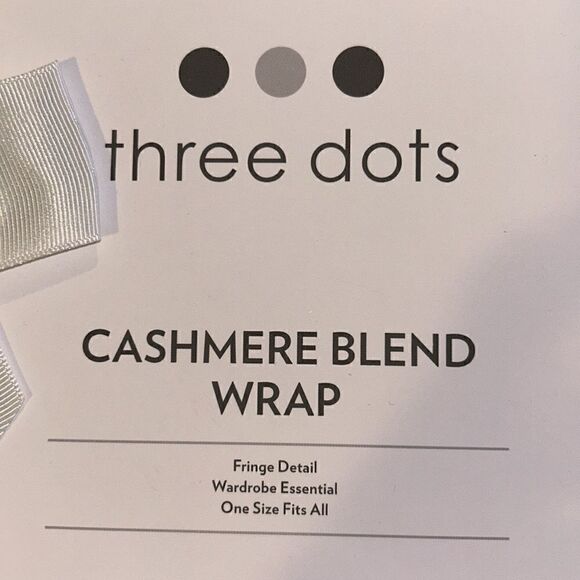 three dots
CASHMERE BLEND
WRAP
Fringe Detail
Wardrobe Essential
One Size Fits All